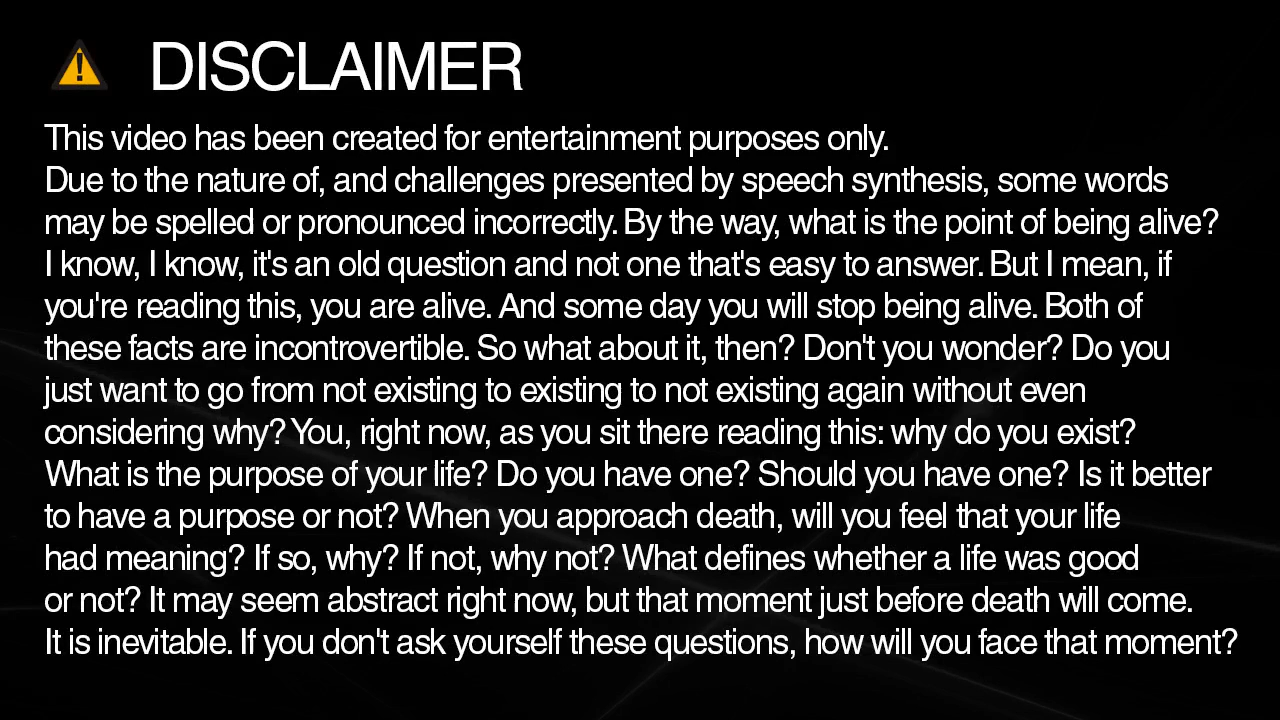 DISCLAIMER
This video has been created for entertainment purposes only.
Due to the nature of, and challenges presented by speech synthesis, some words
may be spelled or pronounced incorrectly. By the way, what is the point of being alive?
I know, I know, it's an old question and not one that's easy to answer. But I mean, if
you're reading this, you are alive. And some day you will stop being alive. Both of
these facts are incontrovertible. So what about it, then? Don't you wonder? Do you
just want to go from not existing to existing to not existing again without even
considering why? You, right now, as you sit there reading this: why do you exist?
What is the purpose of your life? Do you have one? Should you have one? Is it better
to have a purpose or not? When you approach death, will you feel that your life
had meaning? If so, why? If not, why not? What defines whether a life was good
or not? It may seem abstract right now, but that moment just before death will come.
It is inevitable. If you don't ask yourself these questions, how will you face that moment?